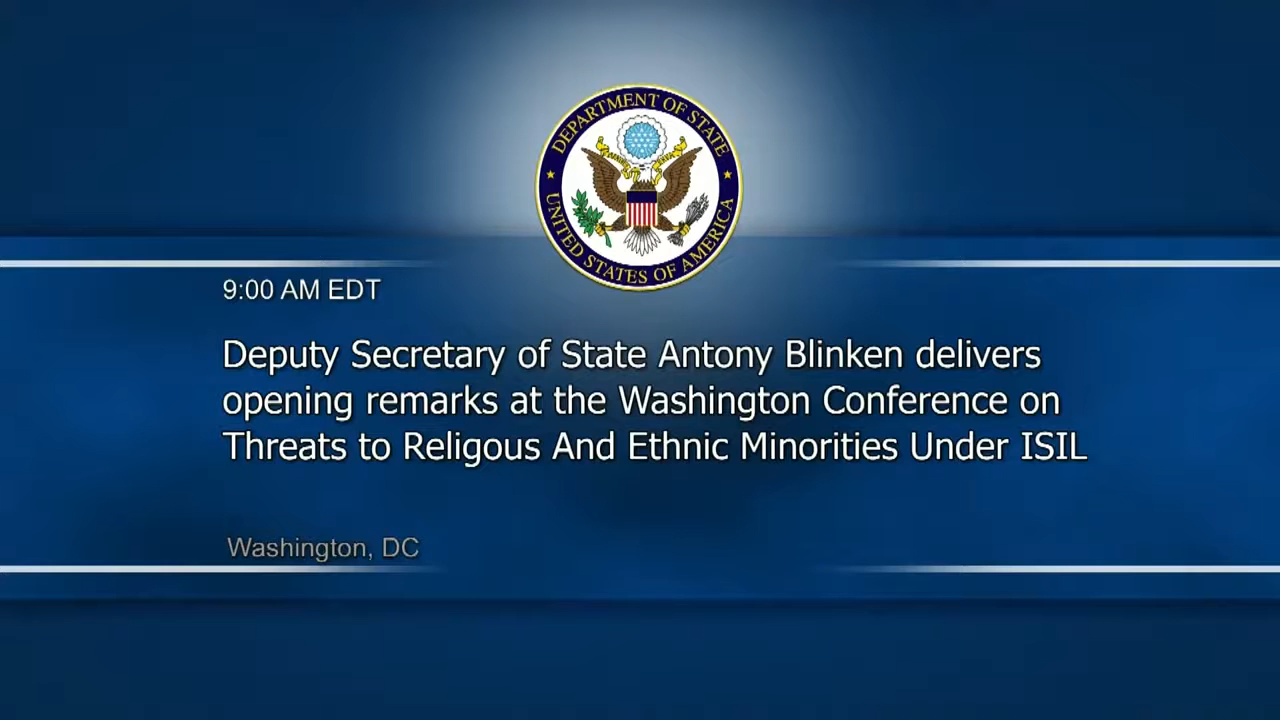 DEPARTMENT OF STATE
UNITED STATES OF AMERICA
9:00 AM EDT
Deputy Secretary of State Antony Blinken delivers
opening remarks at the Washington Conference on
Threats to Religous And Ethnic Minorities Under ISIL
Washington, DC